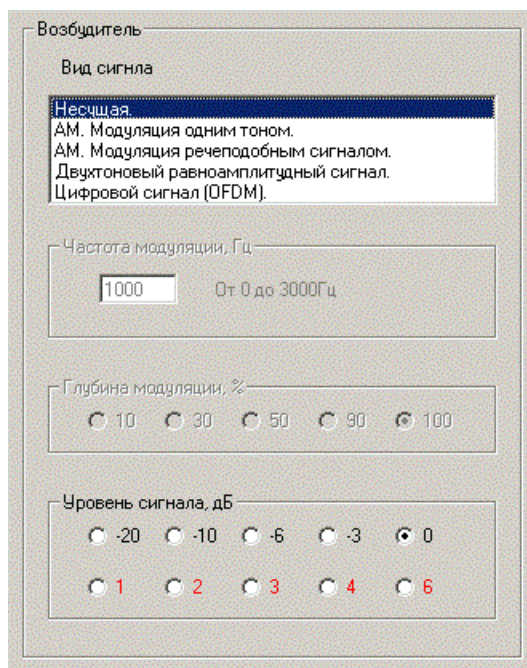 Возбудитель
Вид сигнла
Несущая.
АМ. Модуляция одним тоном.
АМ. Модуляция речеподобным сигналом.
Двухтоновый равноамплитудный сигнал.
Цифровой сигнал (OFDM).
Частота модуляции, Гц
1000 От 0 до 3000Гц
Глубина модуляции, %
10 30 50 90 100
Уровень сигнала, дБ
-20 -10 -6 -3 0
1 2 3 4 6